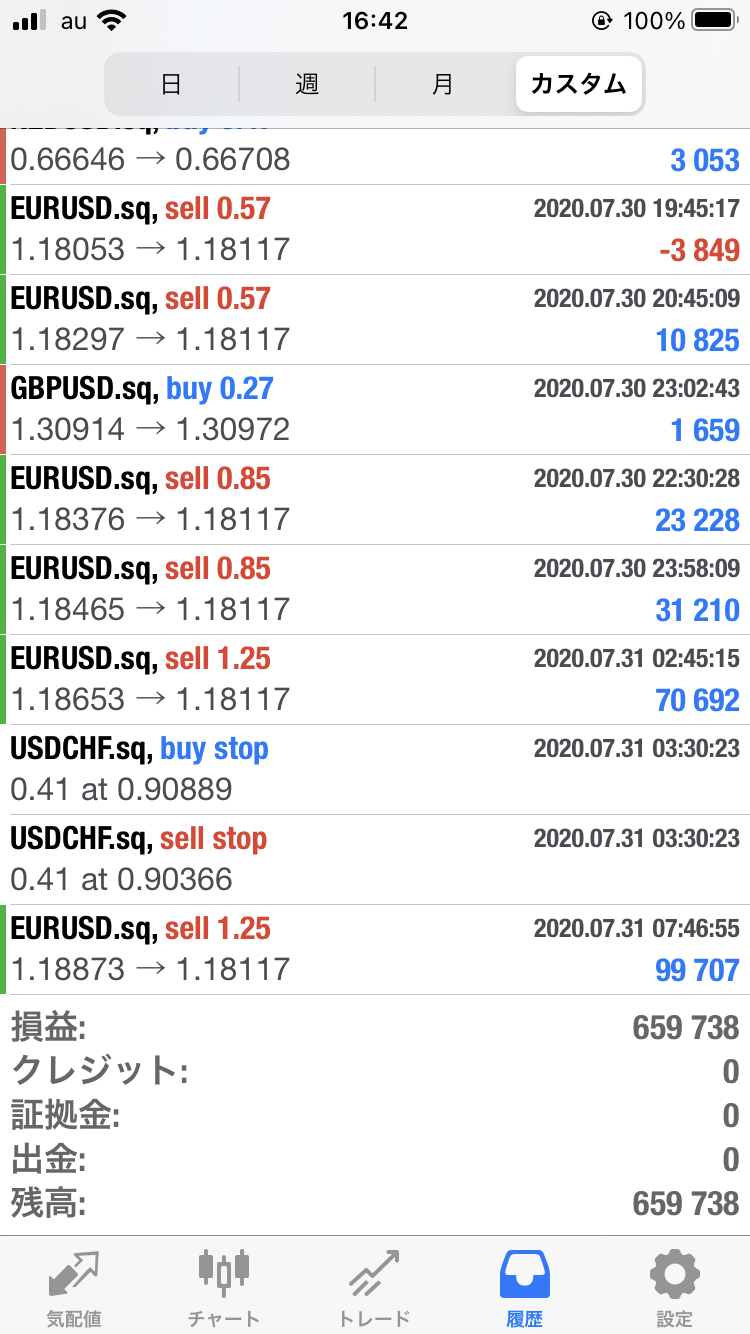 au 16:42 100%
日 週 月 カスタム
0.66646 → 0.66708 3 053
EURUSD.sq, sell 0.57 2020.07.30 19:45:17
1.18053 → 1.18117 -3 849
EURUSD.sq, sell 0.57 2020.07.30 20:45:09
1.18297 → 1.18117 10 825
GBPUSD.sq, buy 0.27 2020.07.30 23:02:43
1.30914 → 1.30972 1 659
EURUSD.sq, sell 0.85 2020.07.30 22:30:28
1.18376 → 1.18117 23 228
EURUSD.sq, sell 0.85 2020.07.30 23:58:09
1.18465 → 1.18117 31 210
EURUSD.sq, sell 1.25 2020.07.31 02:45:15
1.18653 → 1.18117 70 692
USDCHF.sq, buy stop 2020.07.31 03:30:23
0.41 at 0.90889
USDCHF.sq, sell stop 2020.07.31 03:30:23
0.41 at 0.90366
EURUSD.sq, sell 1.25 2020.07.31 07:46:55
1.18873 → 1.18117 99 707
損益: 659 738
クレジット: 0
証拠金: 0
出金: 0
残高: 659 738
気配値 チャート トレード 履歴 設定